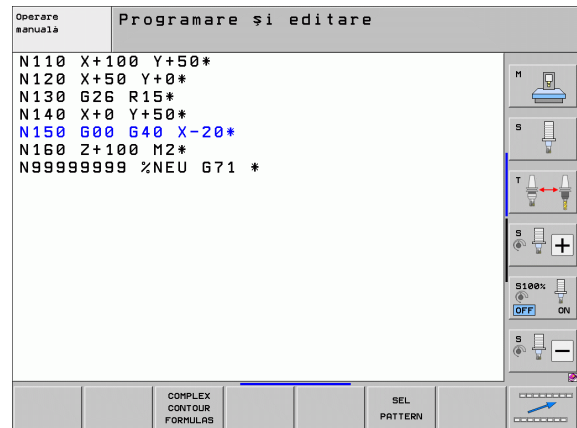 Operare
manuală
Programare şi editare
N110 X+100 Y+50*
N120 X+50 Y+0*
N130 G26 R15*
N140 X+0 Y+50*
N150 G00 G40 X-20*
N160 Z+100 M2*
N99999999 %NEU G71 *
M
S
T
S
+
S100%
OFF ON
S
−
COMPLEX
CONTOUR
FORMULAS
SEL
PATTERN